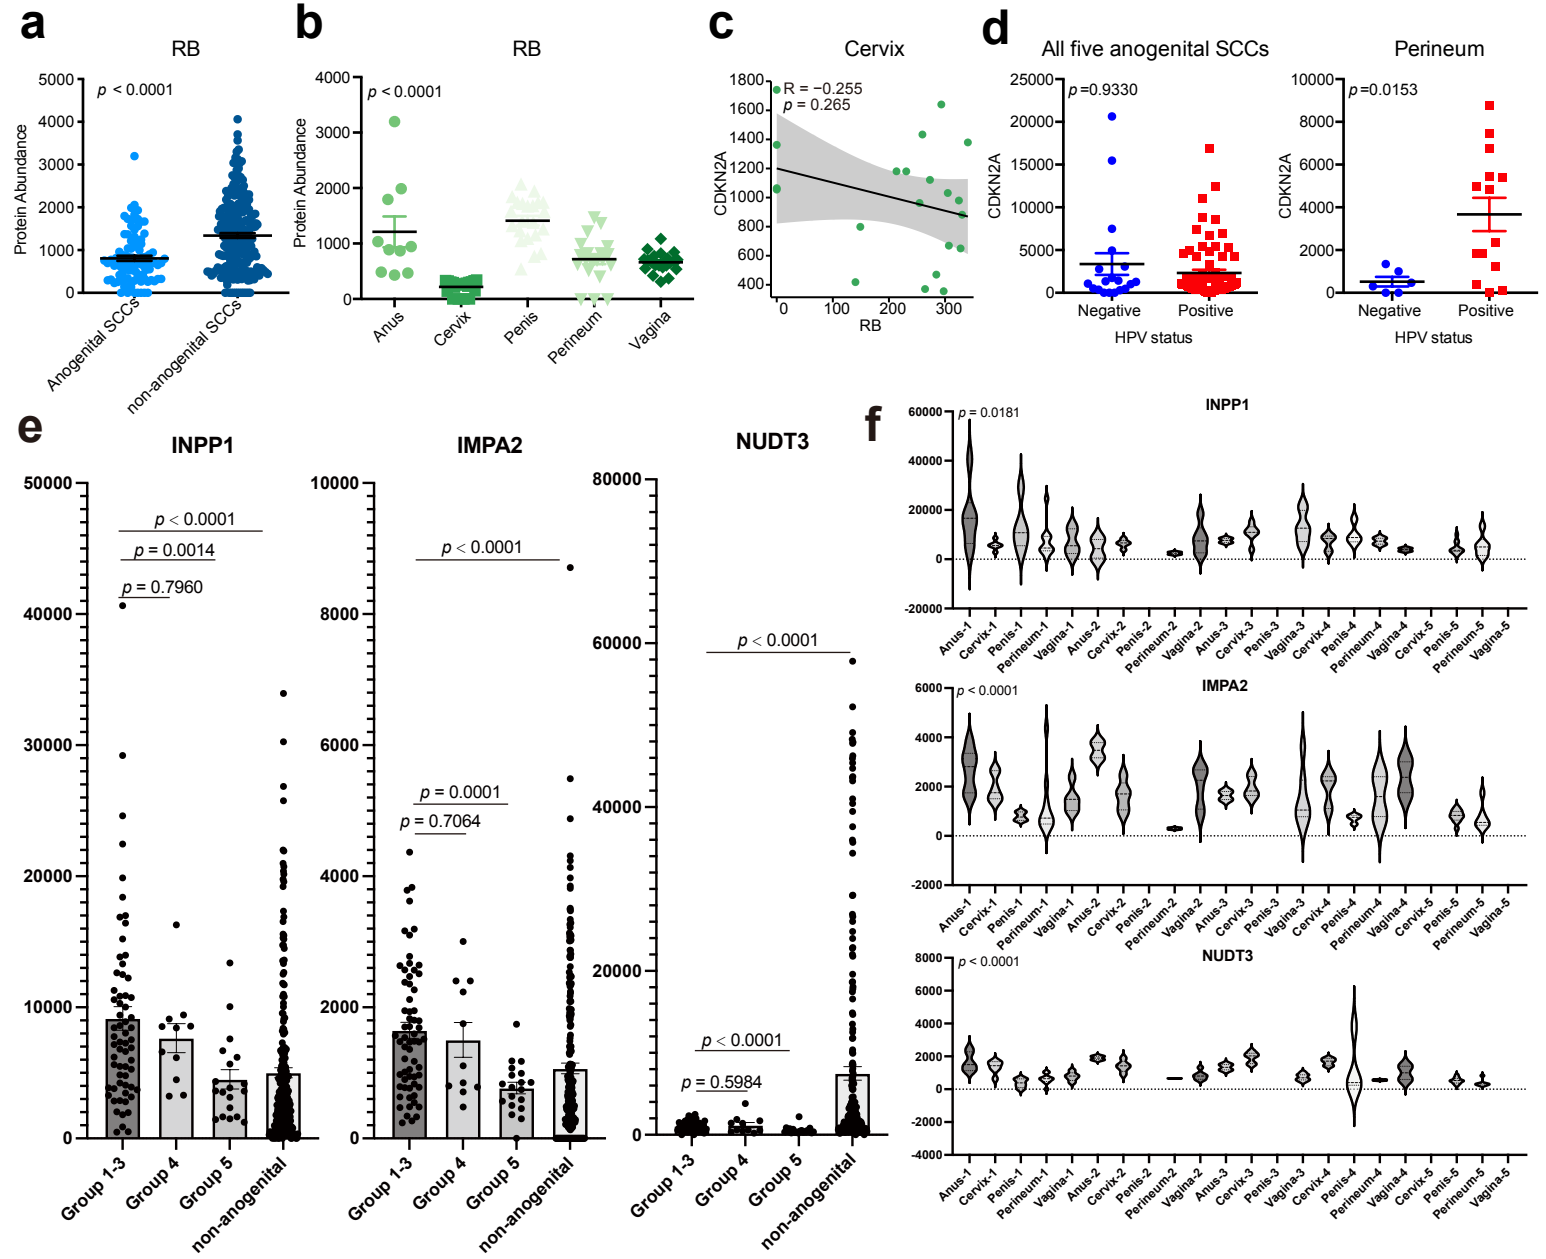 a
RB
p < 0.0001
Protein Abundance
5000
4000
3000
2000
1000
0
Anogenital SCCs
non-anogenital SCCs
b
RB
p < 0.0001
Protein Abundance
4000
3000
2000
1000
0
Anus
Cervix
Penis
Perineum
Vagina
c
Cervix
R = −0.255
p = 0.265
CDKN2A
1800
1600
1400
1200
1000
800
600
400
0
100
200
300
RB
d
All five anogenital SCCs
p =0.9330
CDKN2A
25000
20000
15000
10000
5000
0
Negative
Positive
HPV status
Perineum
p =0.0153
CDKN2A
10000
8000
6000
4000
2000
0
Negative
Positive
HPV status
e
INPP1
50000
40000
30000
20000
10000
0
p < 0.0001
p = 0.0014
p = 0.7960
Group 1-3
Group 4
Group 5
non-anogenital
IMPA2
10000
8000
6000
4000
2000
0
p < 0.0001
p = 0.0001
p = 0.7064
Group 1-3
Group 4
Group 5
non-anogenital
NUDT3
80000
60000
40000
20000
0
p < 0.0001
p < 0.0001
p = 0.5984
Group 1-3
Group 4
Group 5
non-anogenital
f
INPP1
p = 0.0181
60000
40000
20000
0
-20000
Anus-1
Cervix-1
Penis-1
Perineum-1
Vagina-1
Anus-2
Cervix-2
Penis-2
Perineum-2
Vagina-2
Anus-3
Cervix-3
Penis-3
Vagina-3
Cervix-4
Penis-4
Perineum-4
Vagina-4
Cervix-5
Penis-5
Perineum-5
Vagina-5
IMPA2
p < 0.0001
6000
4000
2000
0
-2000
Anus-1
Cervix-1
Penis-1
Perineum-1
Vagina-1
Anus-2
Cervix-2
Penis-2
Perineum-2
Vagina-2
Anus-3
Cervix-3
Penis-3
Vagina-3
Cervix-4
Penis-4
Perineum-4
Vagina-4
Cervix-5
Penis-5
Perineum-5
Vagina-5
NUDT3
p < 0.0001
8000
6000
4000
2000
0
-2000
-4000
Anus-1
Cervix-1
Penis-1
Perineum-1
Vagina-1
Anus-2
Cervix-2
Penis-2
Perineum-2
Vagina-2
Anus-3
Cervix-3
Penis-3
Vagina-3
Cervix-4
Penis-4
Perineum-4
Vagina-4
Cervix-5
Penis-5
Perineum-5
Vagina-5